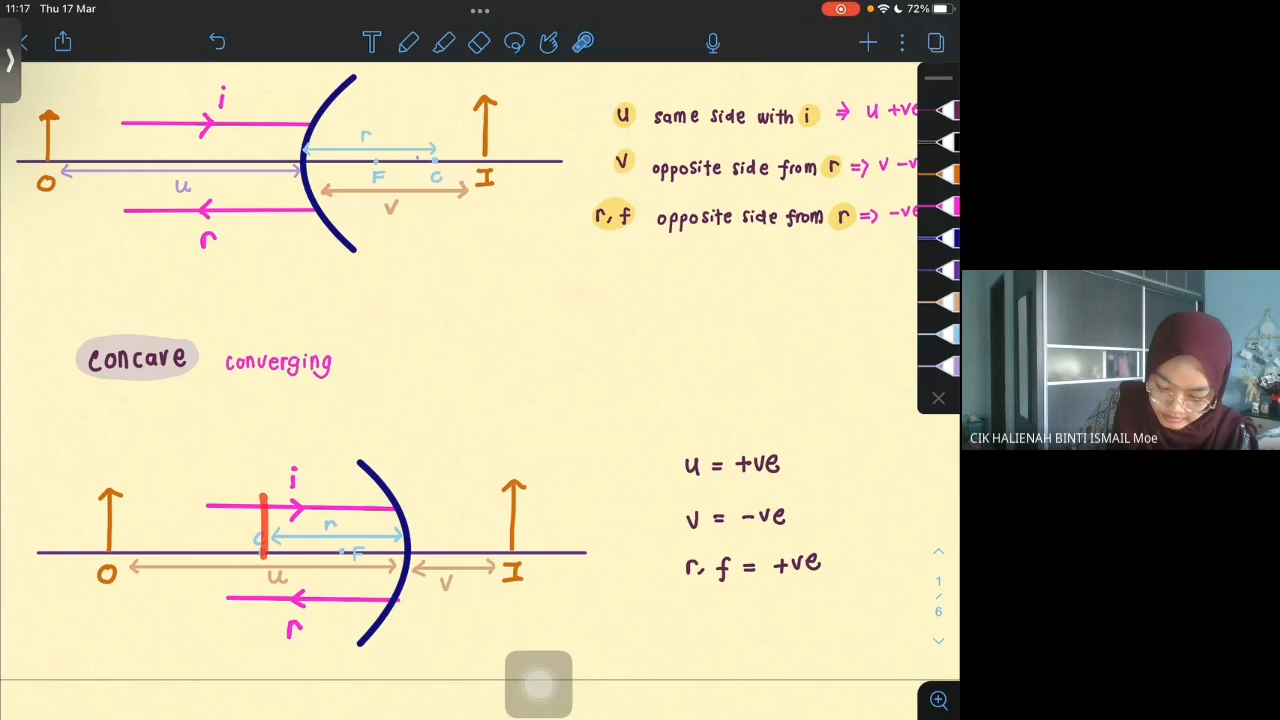 11:17 Thu 17 Mar
72%
T
i
r
F
C
O
u
v
I
r
u same side with i ⇒ u +ve
v opposite side from r => v -v
r, f opposite side from r => -ve
concave converging
i
r
C
F
O
u
v
I
r
u = +ve
v = -ve
r, f = +ve
1
/
6
CIK HALIENAH BINTI ISMAIL Moe